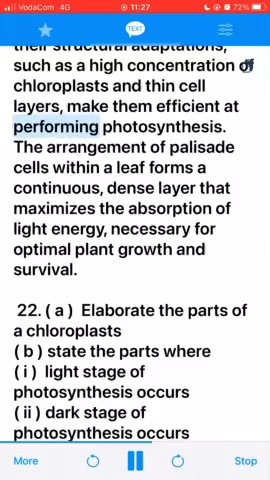 VodaCom 4G
11:27
72%
TEXT
their structural adaptations,
such as a high concentration of
chloroplasts and thin cell
layers, make them efficient at
performing photosynthesis.
The arrangement of palisade
cells within a leaf forms a
continuous, dense layer that
maximizes the absorption of
light energy, necessary for
optimal plant growth and
survival.
22. ( a ) Elaborate the parts of
a chloroplasts
( b ) state the parts where
( i ) light stage of
photosynthesis occurs
( ii ) dark stage of
photosynthesis occurs
More
Stop